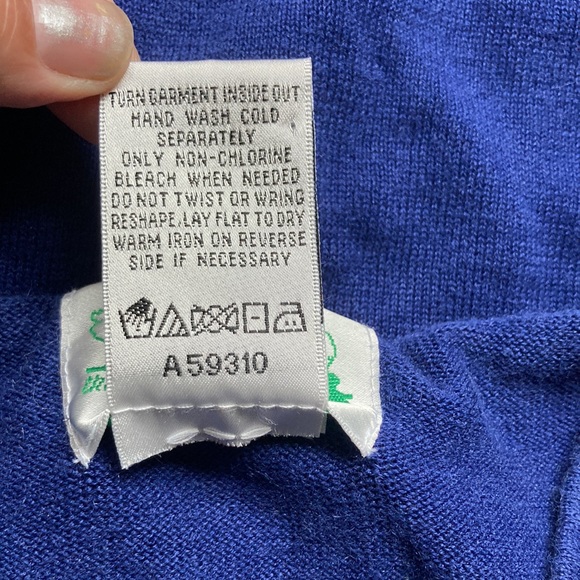 TURN GARMENT INSIDE OUT
HAND WASH COLD
SEPARATELY
ONLY NON-CHLORINE
BLEACH WHEN NEEDED
DO NOT TWIST OR WRING
RESHAPE/LAY FLAT TO DRY
WARM IRON ON REVERSE
SIDE IF NECESSARY
A59310